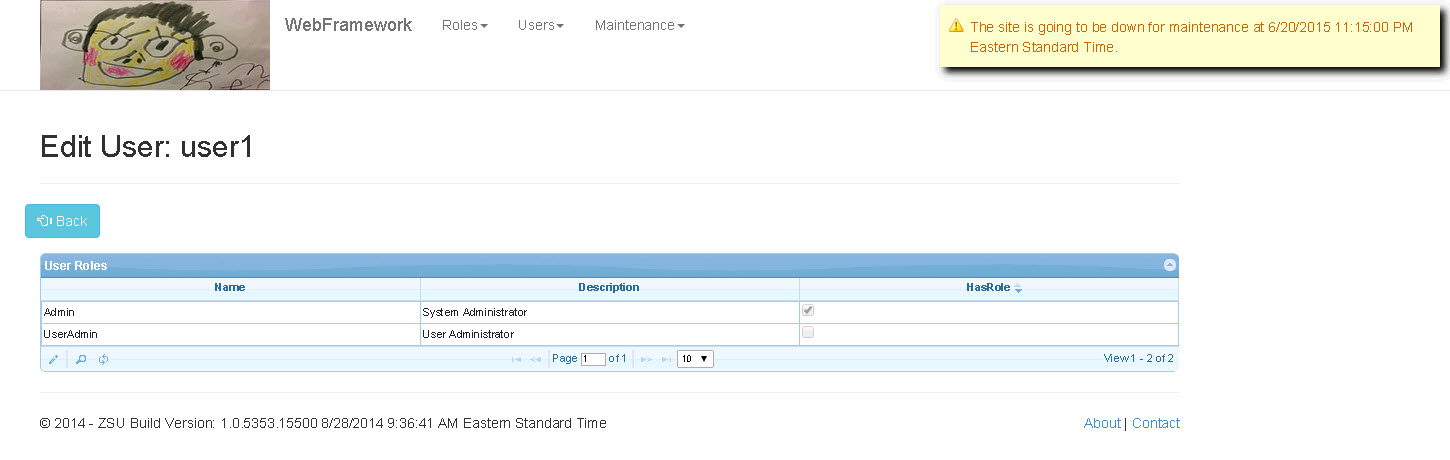 WebFramework Roles Users Maintenance
The site is going to be down for maintenance at 6/20/2015 11:15:00 PM
Eastern Standard Time.
Edit User: user1
Back
User Roles
Name Description HasRole
Admin System Administrator
UserAdmin User Administrator
Page 1 of 1 10 View 1 - 2 of 2
© 2014 - ZSU Build Version: 1.0.5353.15500 8/28/2014 9:36:41 AM Eastern Standard Time About | Contact